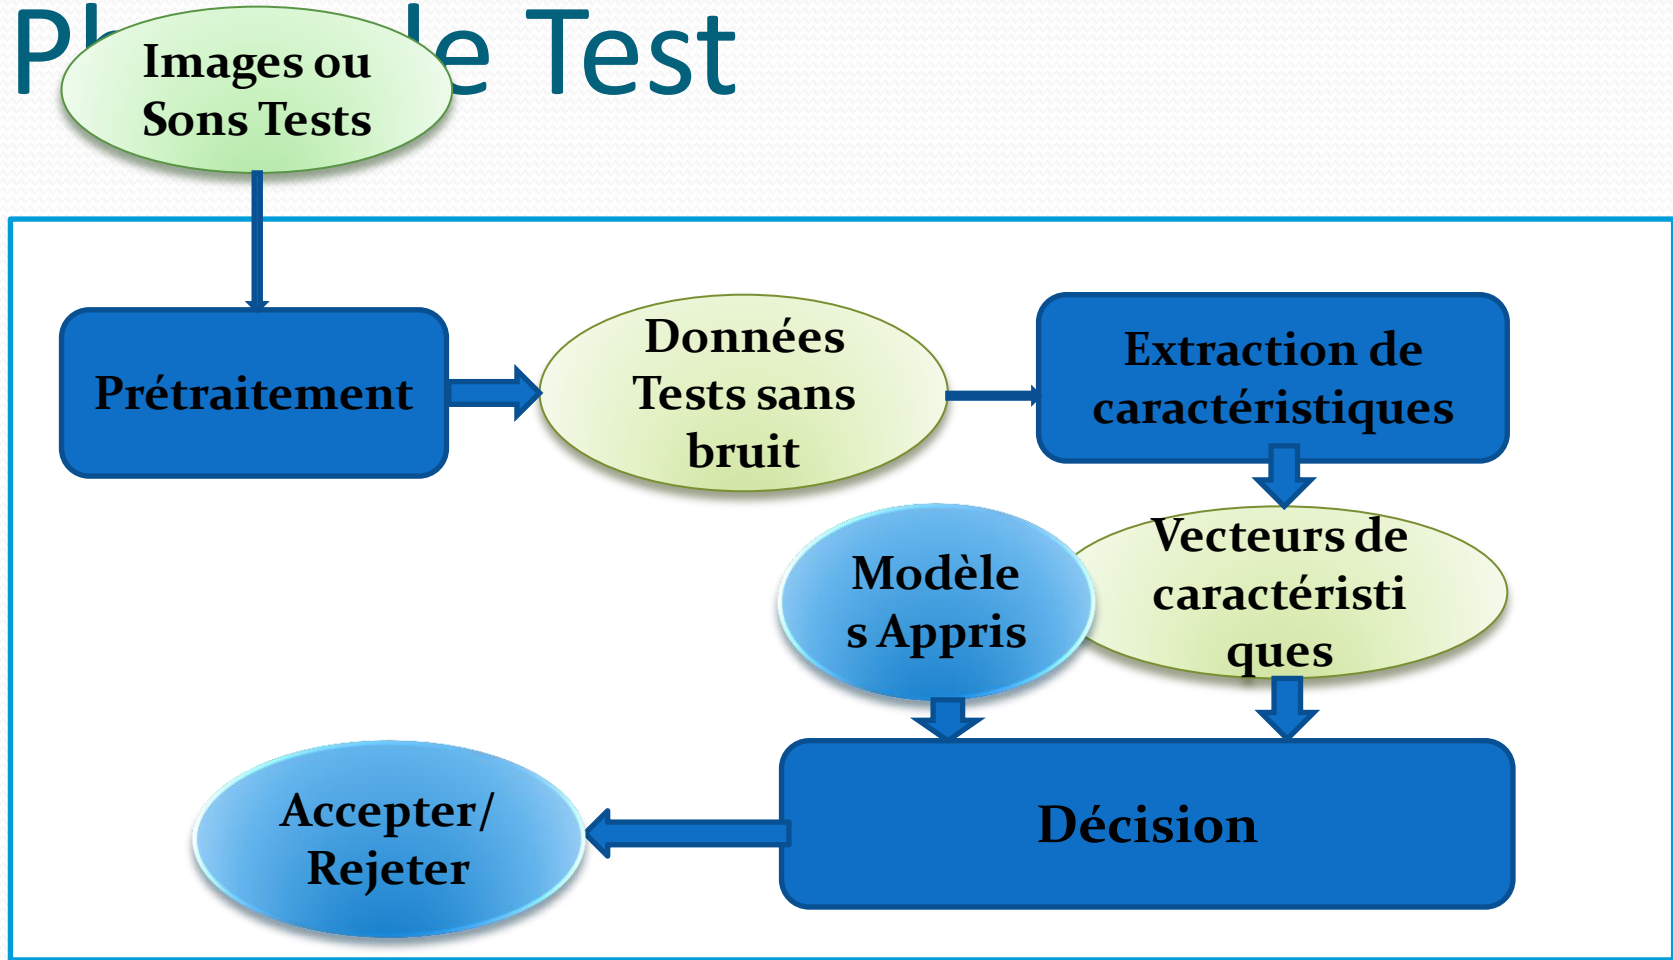 Test
Images ou
Sons Tests
Prétraitement
Données
Tests sans
bruit
Extraction de
caractéristiques
Vecteurs de
caractéristi
ques
Modèle
s Appris
Décision
Accepter/
Rejeter